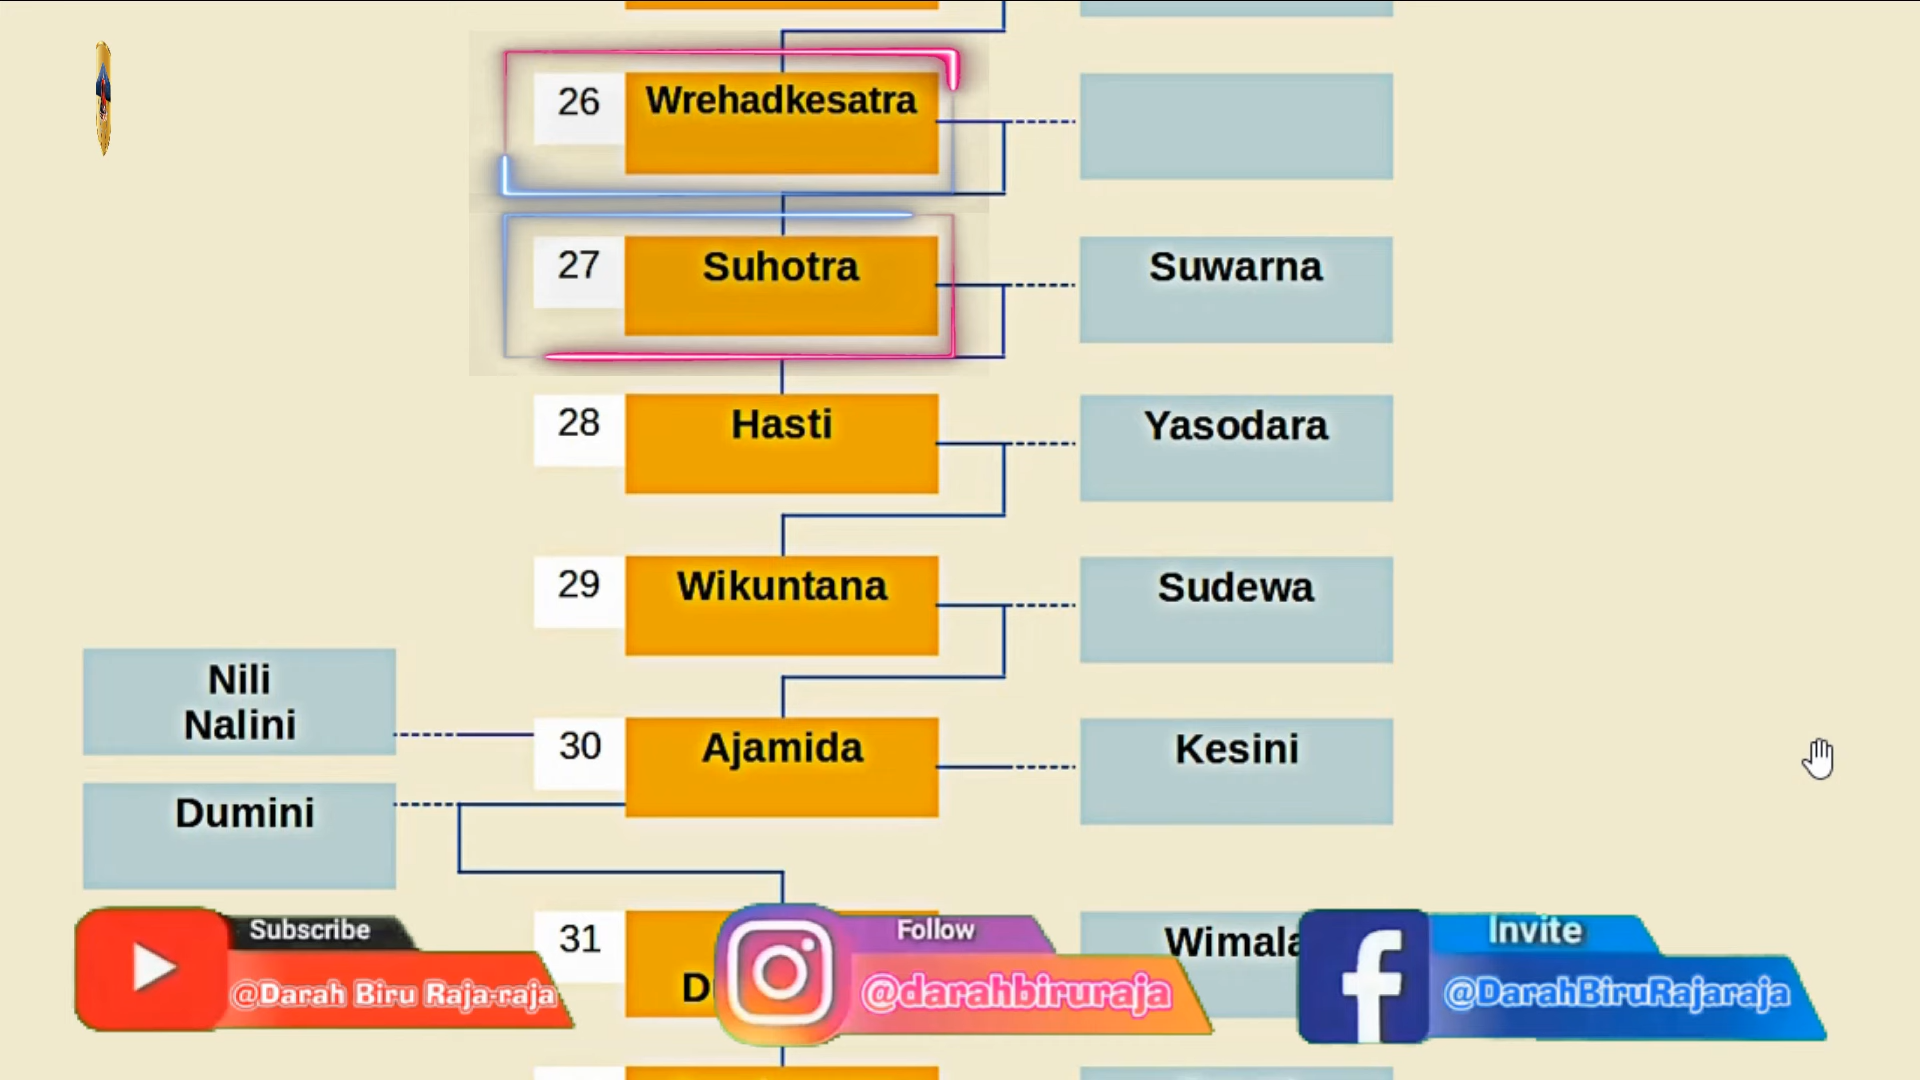 26
Wrehadkesatra
27
Suhotra
Suwarna
28
Hasti
Yasodara
29
Wikuntana
Sudewa
Nili
Nalini
30
Ajamida
Kesini
Dumini
31
Wimala
Subscribe
@Darah Biru Raja-raja
Follow
@darahbiruraja
Invite
@DarahBiruRajaraja